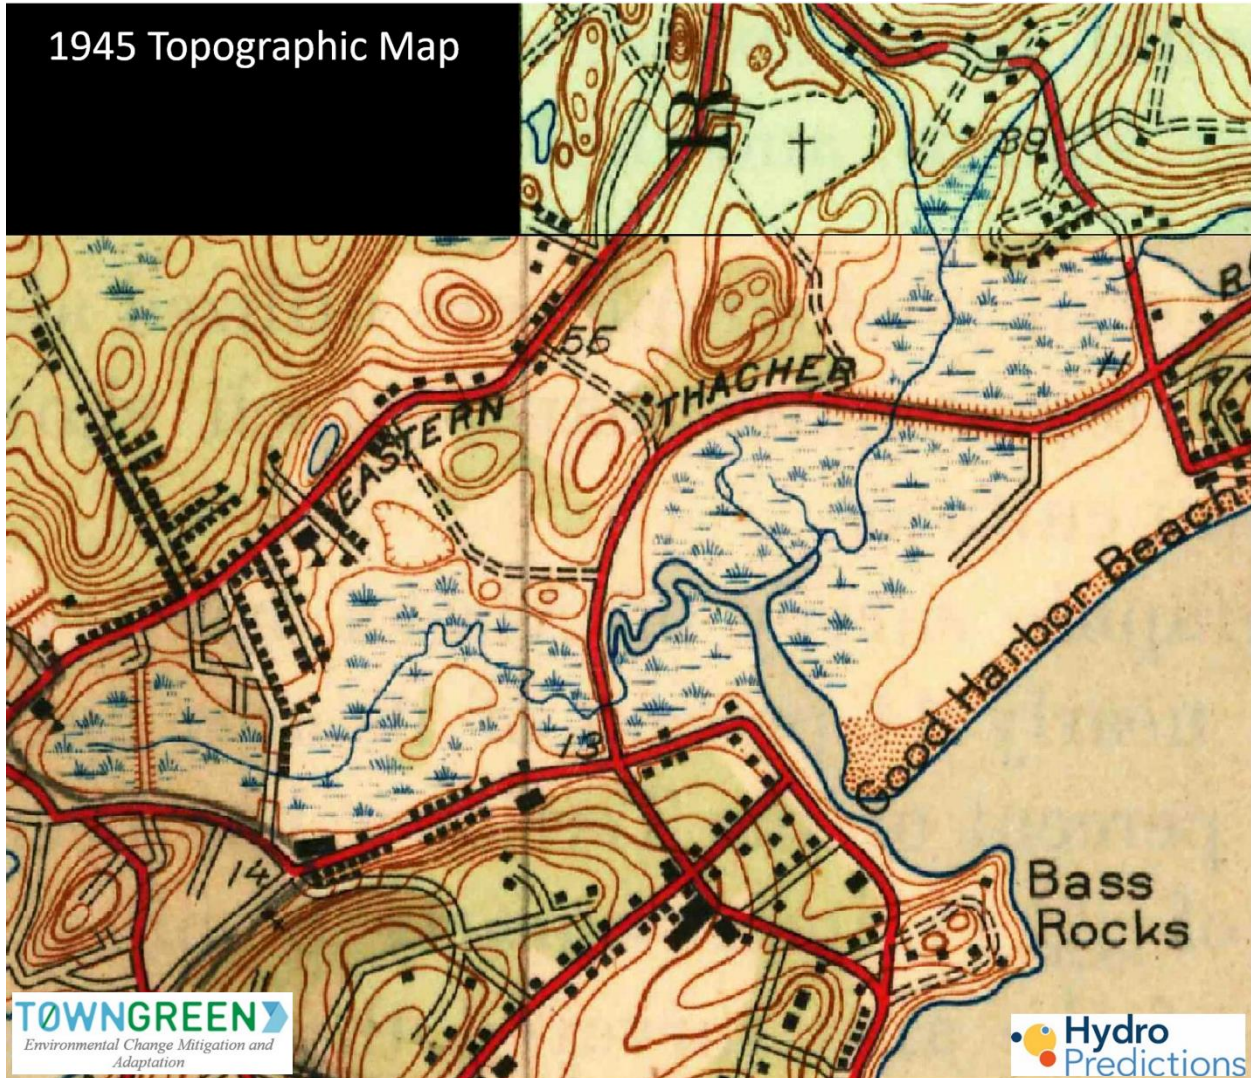 1945 Topographic Map
39
55
THACHER
11
EASTERN
Good Harbor Beach
13
14
Bass
Rocks
TOWNGREEN
Environmental Change Mitigation and
Adaptation
Hydro
Predictions